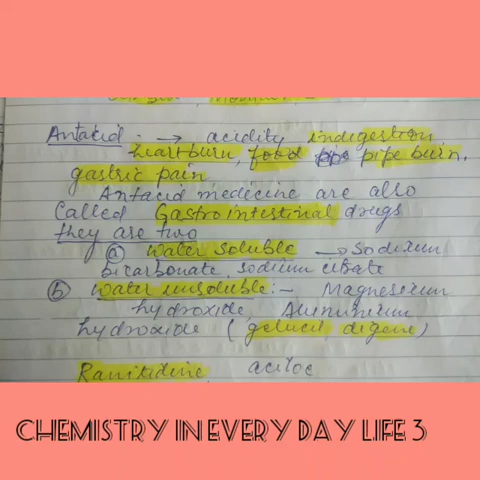 Antacid. → acidity indigestion
heartburn, food pipe burn,
gastric pain
Antacid medicine are also
Called Gastrointestinal drugs
they are two
(a) water soluble → Sodium
bicarbonate, sodium citrate
(b) water insoluble:- Magnesium
hydroxide, Aluminium
hydroxide (gelucil, digene)
Ranitidine, aciloc
CHEMISTRY IN EVERY DAY LIFE 3